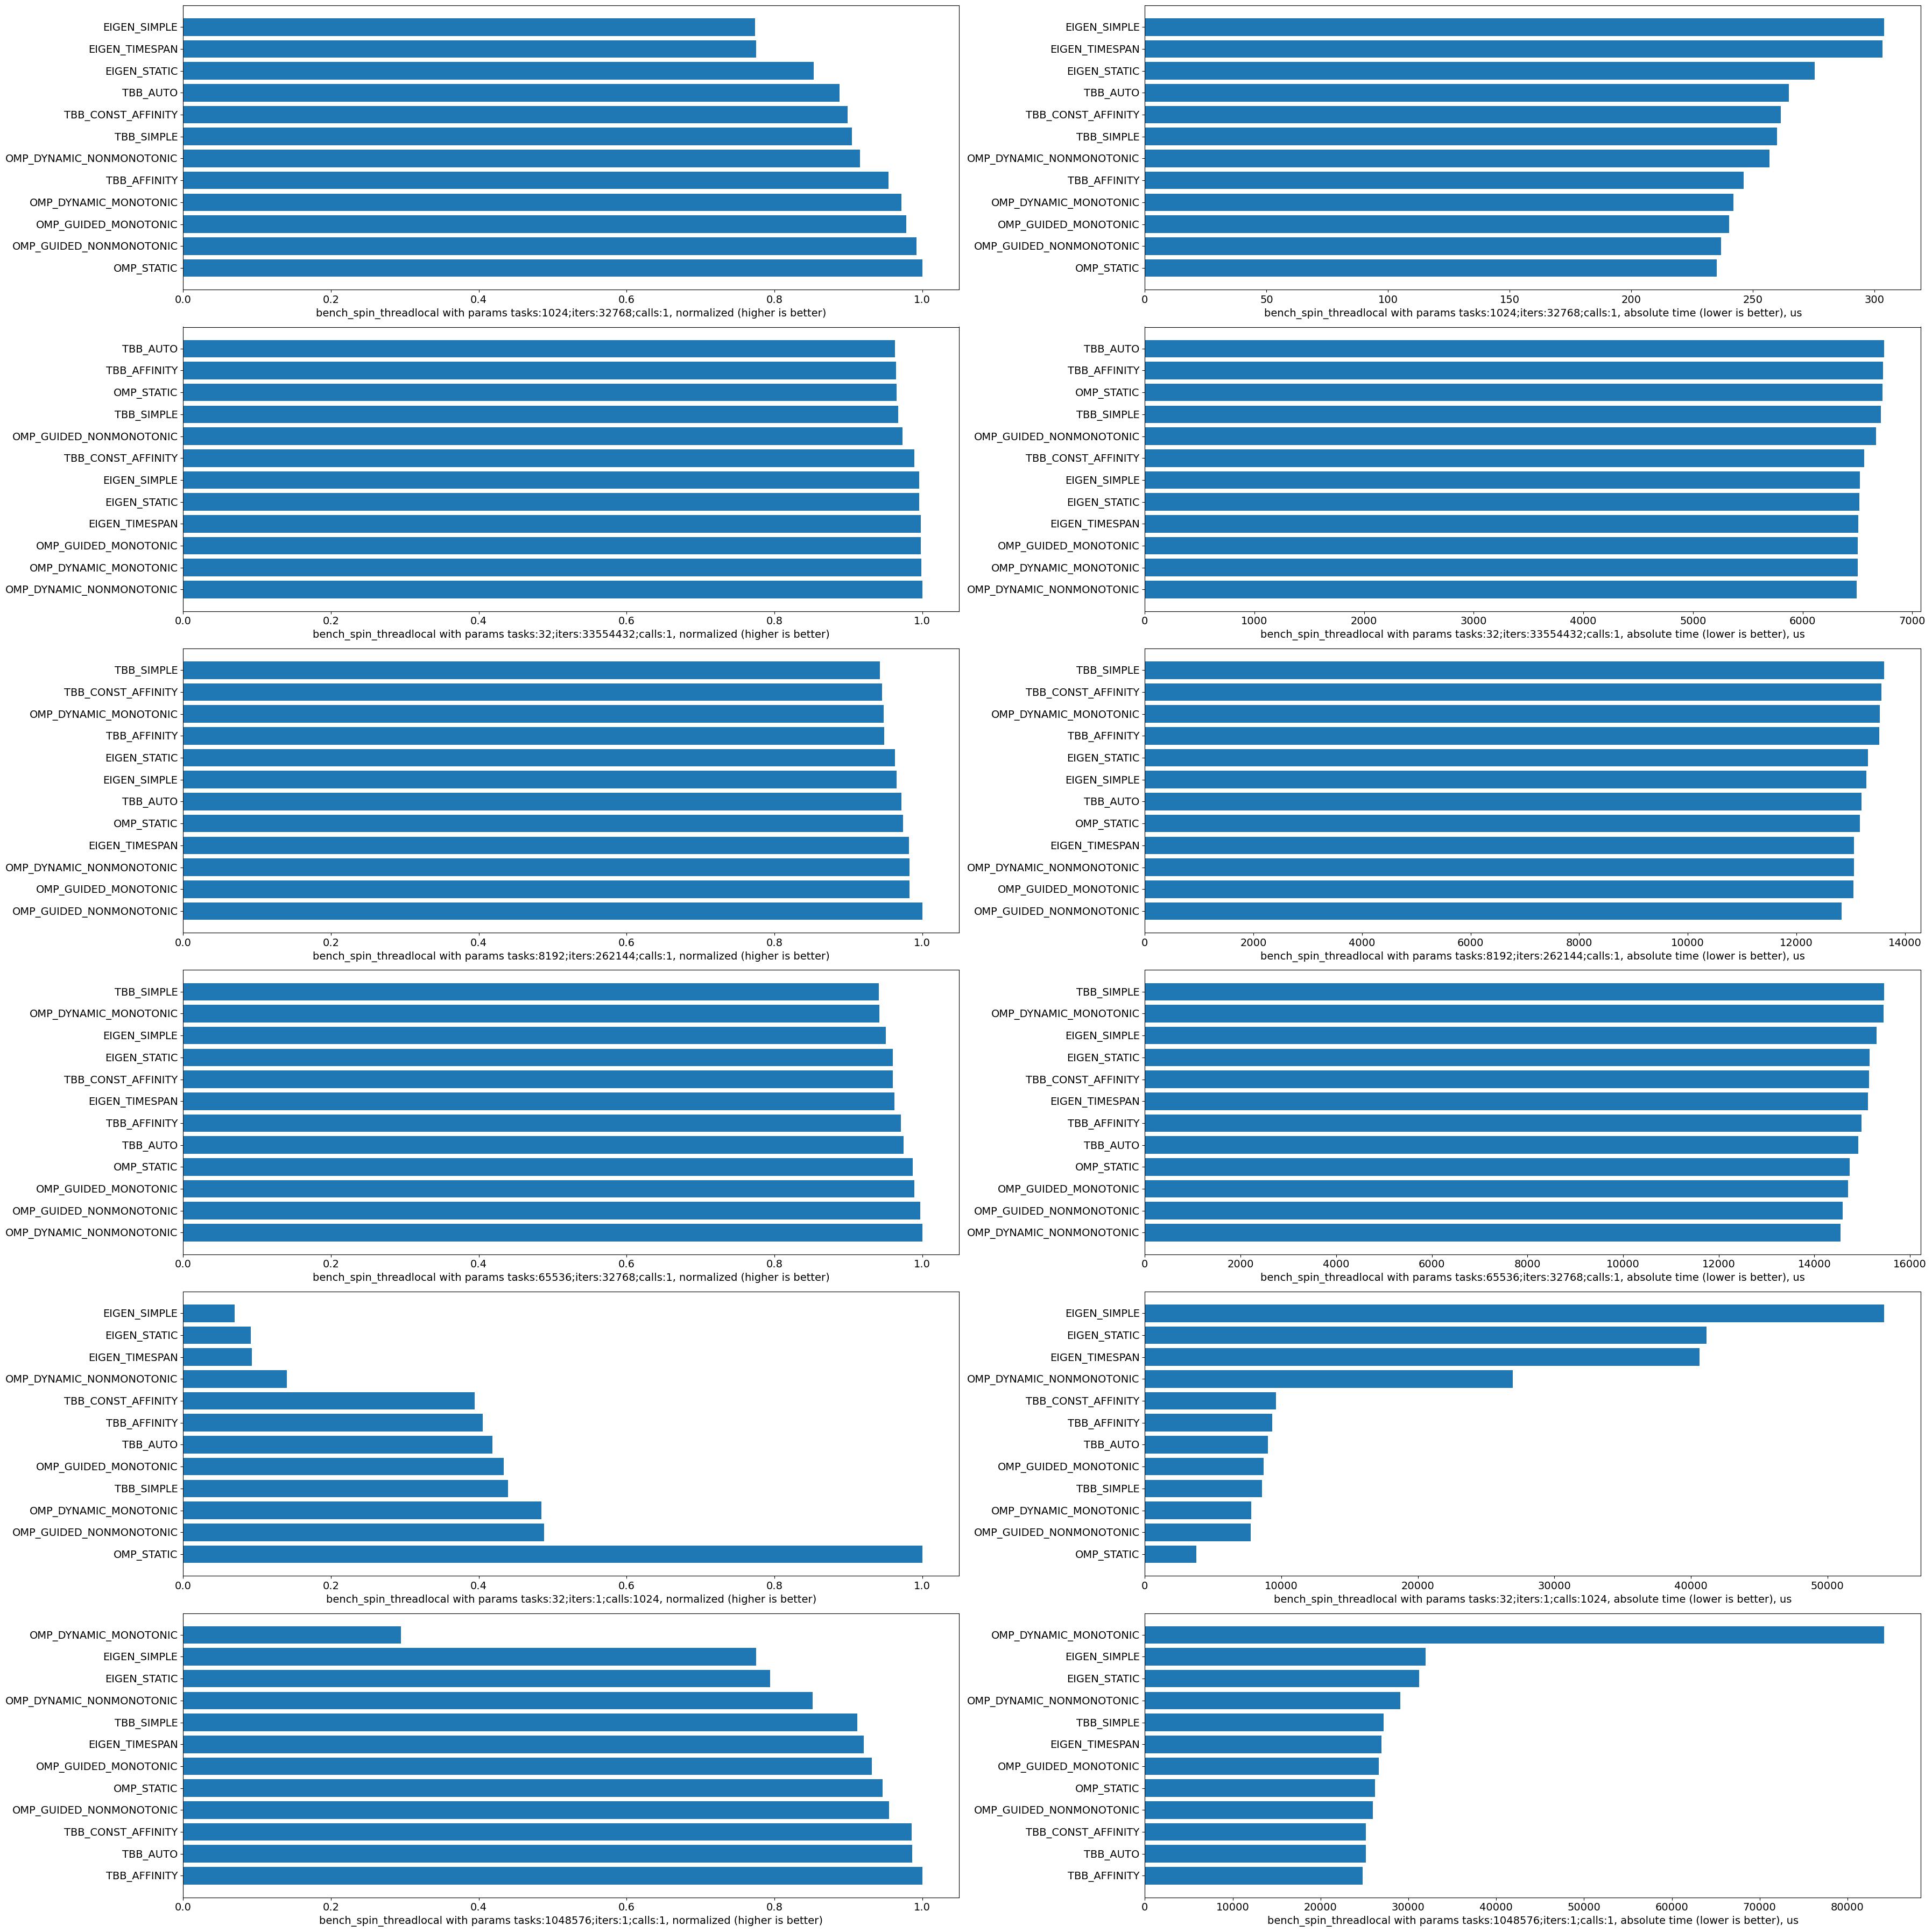 EIGEN_SIMPLE
EIGEN_TIMESPAN
EIGEN_STATIC
TBB_AUTO
TBB_CONST_AFFINITY
TBB_SIMPLE
OMP_DYNAMIC_NONMONOTONIC
TBB_AFFINITY
OMP_DYNAMIC_MONOTONIC
OMP_GUIDED_MONOTONIC
OMP_GUIDED_NONMONOTONIC
OMP_STATIC
0.0 0.2 0.4 0.6 0.8 1.0
bench_spin_threadlocal with params tasks:1024;iters:32768;calls:1, normalized (higher is better)
EIGEN_SIMPLE
EIGEN_TIMESPAN
EIGEN_STATIC
TBB_AUTO
TBB_CONST_AFFINITY
TBB_SIMPLE
OMP_DYNAMIC_NONMONOTONIC
TBB_AFFINITY
OMP_DYNAMIC_MONOTONIC
OMP_GUIDED_MONOTONIC
OMP_GUIDED_NONMONOTONIC
OMP_STATIC
0 50 100 150 200 250 300
bench_spin_threadlocal with params tasks:1024;iters:32768;calls:1, absolute time (lower is better), us
TBB_AUTO
TBB_AFFINITY
OMP_STATIC
TBB_SIMPLE
OMP_GUIDED_NONMONOTONIC
TBB_CONST_AFFINITY
EIGEN_SIMPLE
EIGEN_STATIC
EIGEN_TIMESPAN
OMP_GUIDED_MONOTONIC
OMP_DYNAMIC_MONOTONIC
OMP_DYNAMIC_NONMONOTONIC
0.0 0.2 0.4 0.6 0.8 1.0
bench_spin_threadlocal with params tasks:32;iters:33554432;calls:1, normalized (higher is better)
TBB_AUTO
TBB_AFFINITY
OMP_STATIC
TBB_SIMPLE
OMP_GUIDED_NONMONOTONIC
TBB_CONST_AFFINITY
EIGEN_SIMPLE
EIGEN_STATIC
EIGEN_TIMESPAN
OMP_GUIDED_MONOTONIC
OMP_DYNAMIC_MONOTONIC
OMP_DYNAMIC_NONMONOTONIC
0 1000 2000 3000 4000 5000 6000 7000
bench_spin_threadlocal with params tasks:32;iters:33554432;calls:1, absolute time (lower is better), us
TBB_SIMPLE
TBB_CONST_AFFINITY
OMP_DYNAMIC_MONOTONIC
TBB_AFFINITY
EIGEN_STATIC
EIGEN_SIMPLE
TBB_AUTO
OMP_STATIC
EIGEN_TIMESPAN
OMP_DYNAMIC_NONMONOTONIC
OMP_GUIDED_MONOTONIC
OMP_GUIDED_NONMONOTONIC
0.0 0.2 0.4 0.6 0.8 1.0
bench_spin_threadlocal with params tasks:8192;iters:262144;calls:1, normalized (higher is better)
TBB_SIMPLE
TBB_CONST_AFFINITY
OMP_DYNAMIC_MONOTONIC
TBB_AFFINITY
EIGEN_STATIC
EIGEN_SIMPLE
TBB_AUTO
OMP_STATIC
EIGEN_TIMESPAN
OMP_DYNAMIC_NONMONOTONIC
OMP_GUIDED_MONOTONIC
OMP_GUIDED_NONMONOTONIC
0 2000 4000 6000 8000 10000 12000 14000
bench_spin_threadlocal with params tasks:8192;iters:262144;calls:1, absolute time (lower is better), us
TBB_SIMPLE
OMP_DYNAMIC_MONOTONIC
EIGEN_SIMPLE
EIGEN_STATIC
TBB_CONST_AFFINITY
EIGEN_TIMESPAN
TBB_AFFINITY
TBB_AUTO
OMP_STATIC
OMP_GUIDED_MONOTONIC
OMP_GUIDED_NONMONOTONIC
OMP_DYNAMIC_NONMONOTONIC
0.0 0.2 0.4 0.6 0.8 1.0
bench_spin_threadlocal with params tasks:65536;iters:32768;calls:1, normalized (higher is better)
TBB_SIMPLE
OMP_DYNAMIC_MONOTONIC
EIGEN_SIMPLE
EIGEN_STATIC
TBB_CONST_AFFINITY
EIGEN_TIMESPAN
TBB_AFFINITY
TBB_AUTO
OMP_STATIC
OMP_GUIDED_MONOTONIC
OMP_GUIDED_NONMONOTONIC
OMP_DYNAMIC_NONMONOTONIC
0 2000 4000 6000 8000 10000 12000 14000 16000
bench_spin_threadlocal with params tasks:65536;iters:32768;calls:1, absolute time (lower is better), us
EIGEN_SIMPLE
EIGEN_STATIC
EIGEN_TIMESPAN
OMP_DYNAMIC_NONMONOTONIC
TBB_CONST_AFFINITY
TBB_AFFINITY
TBB_AUTO
OMP_GUIDED_MONOTONIC
TBB_SIMPLE
OMP_DYNAMIC_MONOTONIC
OMP_GUIDED_NONMONOTONIC
OMP_STATIC
0.0 0.2 0.4 0.6 0.8 1.0
bench_spin_threadlocal with params tasks:32;iters:1;calls:1024, normalized (higher is better)
EIGEN_SIMPLE
EIGEN_STATIC
EIGEN_TIMESPAN
OMP_DYNAMIC_NONMONOTONIC
TBB_CONST_AFFINITY
TBB_AFFINITY
TBB_AUTO
OMP_GUIDED_MONOTONIC
TBB_SIMPLE
OMP_DYNAMIC_MONOTONIC
OMP_GUIDED_NONMONOTONIC
OMP_STATIC
0 10000 20000 30000 40000 50000
bench_spin_threadlocal with params tasks:32;iters:1;calls:1024, absolute time (lower is better), us
OMP_DYNAMIC_MONOTONIC
EIGEN_SIMPLE
EIGEN_STATIC
OMP_DYNAMIC_NONMONOTONIC
TBB_SIMPLE
EIGEN_TIMESPAN
OMP_GUIDED_MONOTONIC
OMP_STATIC
OMP_GUIDED_NONMONOTONIC
TBB_CONST_AFFINITY
TBB_AUTO
TBB_AFFINITY
0.0 0.2 0.4 0.6 0.8 1.0
bench_spin_threadlocal with params tasks:1048576;iters:1;calls:1, normalized (higher is better)
OMP_DYNAMIC_MONOTONIC
EIGEN_SIMPLE
EIGEN_STATIC
OMP_DYNAMIC_NONMONOTONIC
TBB_SIMPLE
EIGEN_TIMESPAN
OMP_GUIDED_MONOTONIC
OMP_STATIC
OMP_GUIDED_NONMONOTONIC
TBB_CONST_AFFINITY
TBB_AUTO
TBB_AFFINITY
0 10000 20000 30000 40000 50000 60000 70000 80000
bench_spin_threadlocal with params tasks:1048576;iters:1;calls:1, absolute time (lower is better), us